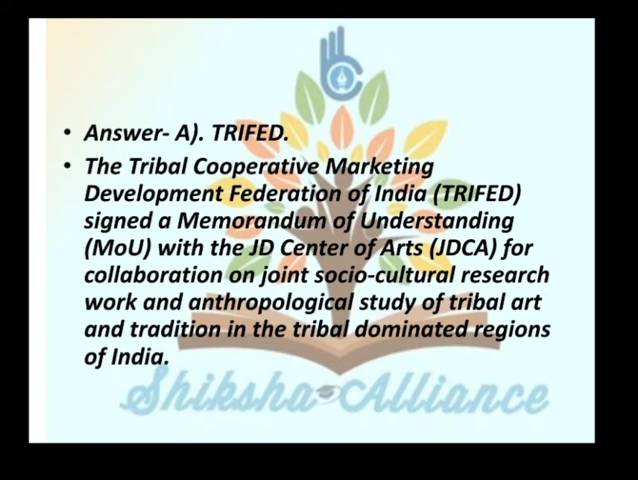 • Answer- A). TRIFED.
• The Tribal Cooperative Marketing
Development Federation of India (TRIFED)
signed a Memorandum of Understanding
(MoU) with the JD Center of Arts (JDCA) for
collaboration on joint socio-cultural research
work and anthropological study of tribal art
and tradition in the tribal dominated regions
of India.
Shiksha Alliance